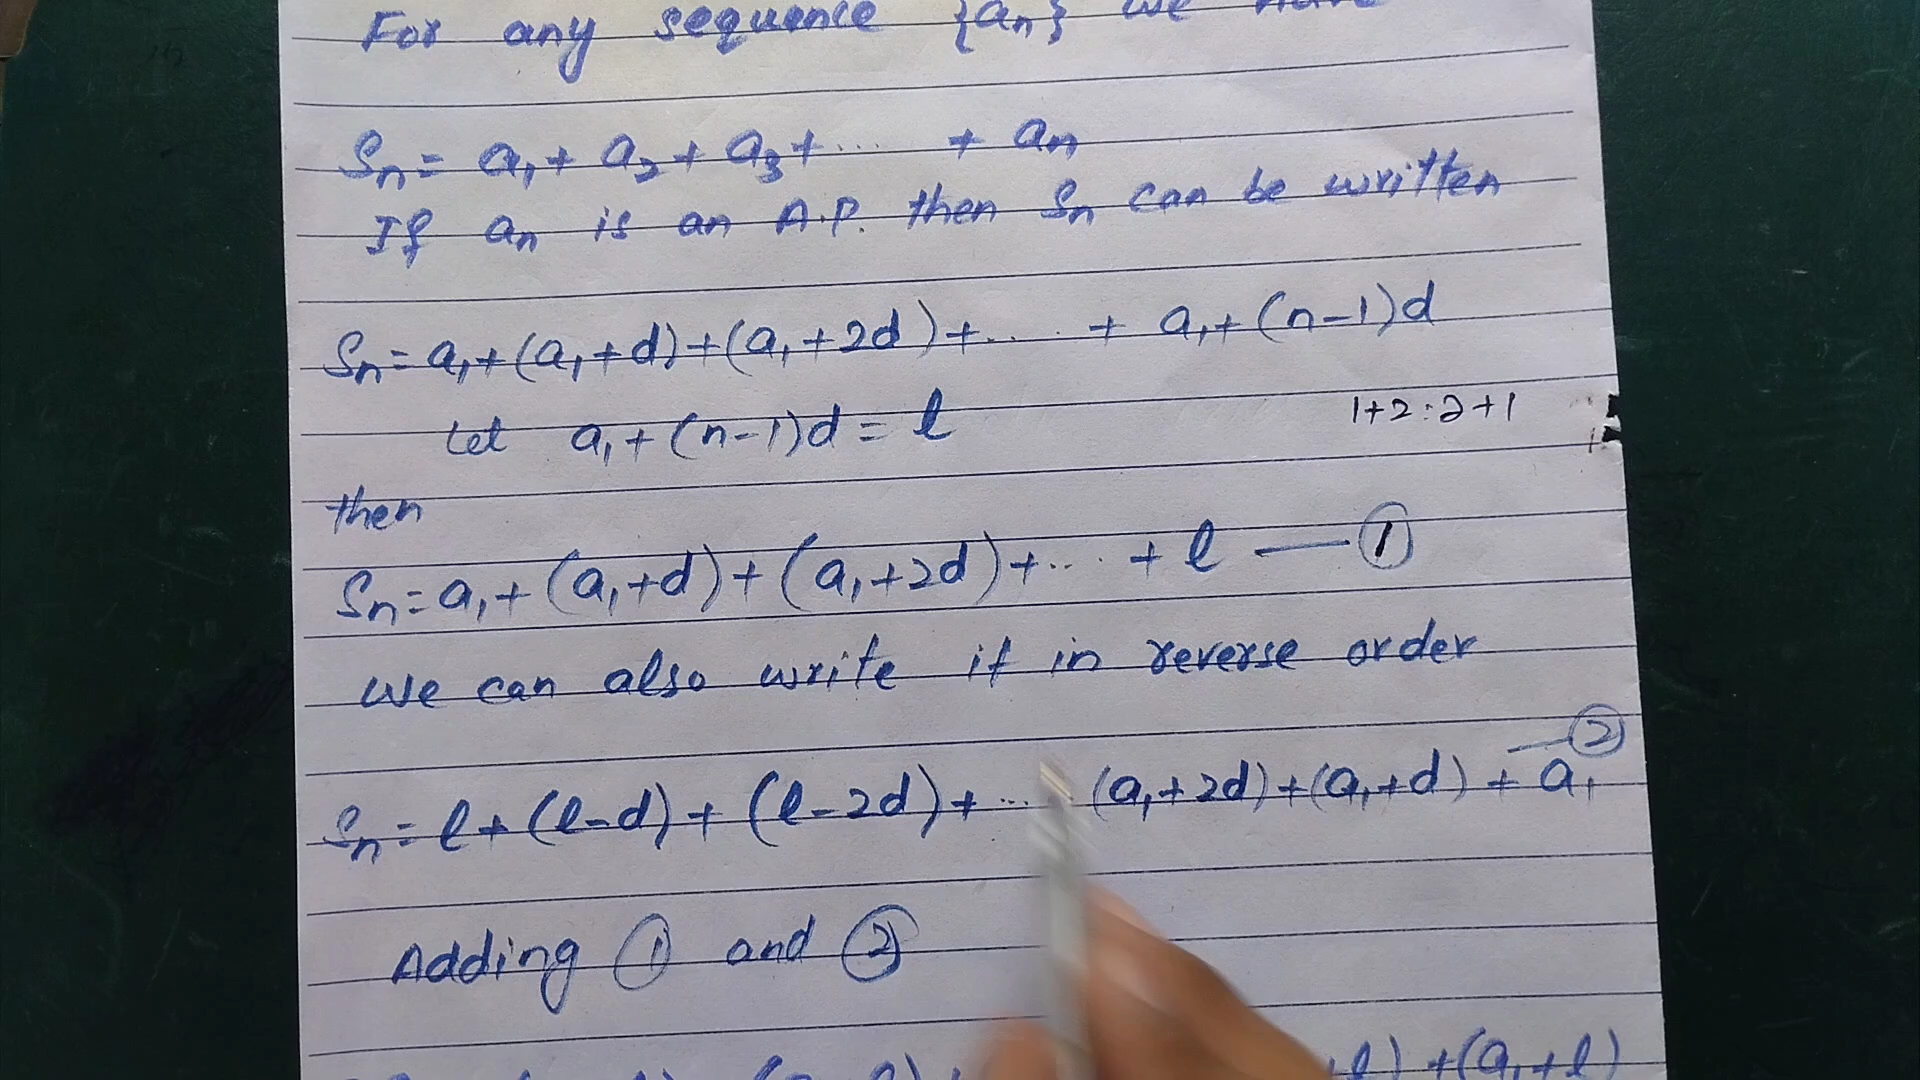 For any sequence {an} we have
Sn = a1 + a2 + a3 + .... + an
If an is an A.P. then Sn can be written
Sn = a1 + (a1 + d) + (a1 + 2d) + .... + a1 + (n-1)d
Let a1 + (n-1)d = l
1+2:2+1
then
Sn = a1 + (a1+d) + (a1+2d) + .... + l — ①
we can also write it in reverse order
— ②
Sn = l + (l-d) + (l-2d) + .... (a1+2d) + (a1+d) + a1
Adding ① and ②
l) + (a1+l)